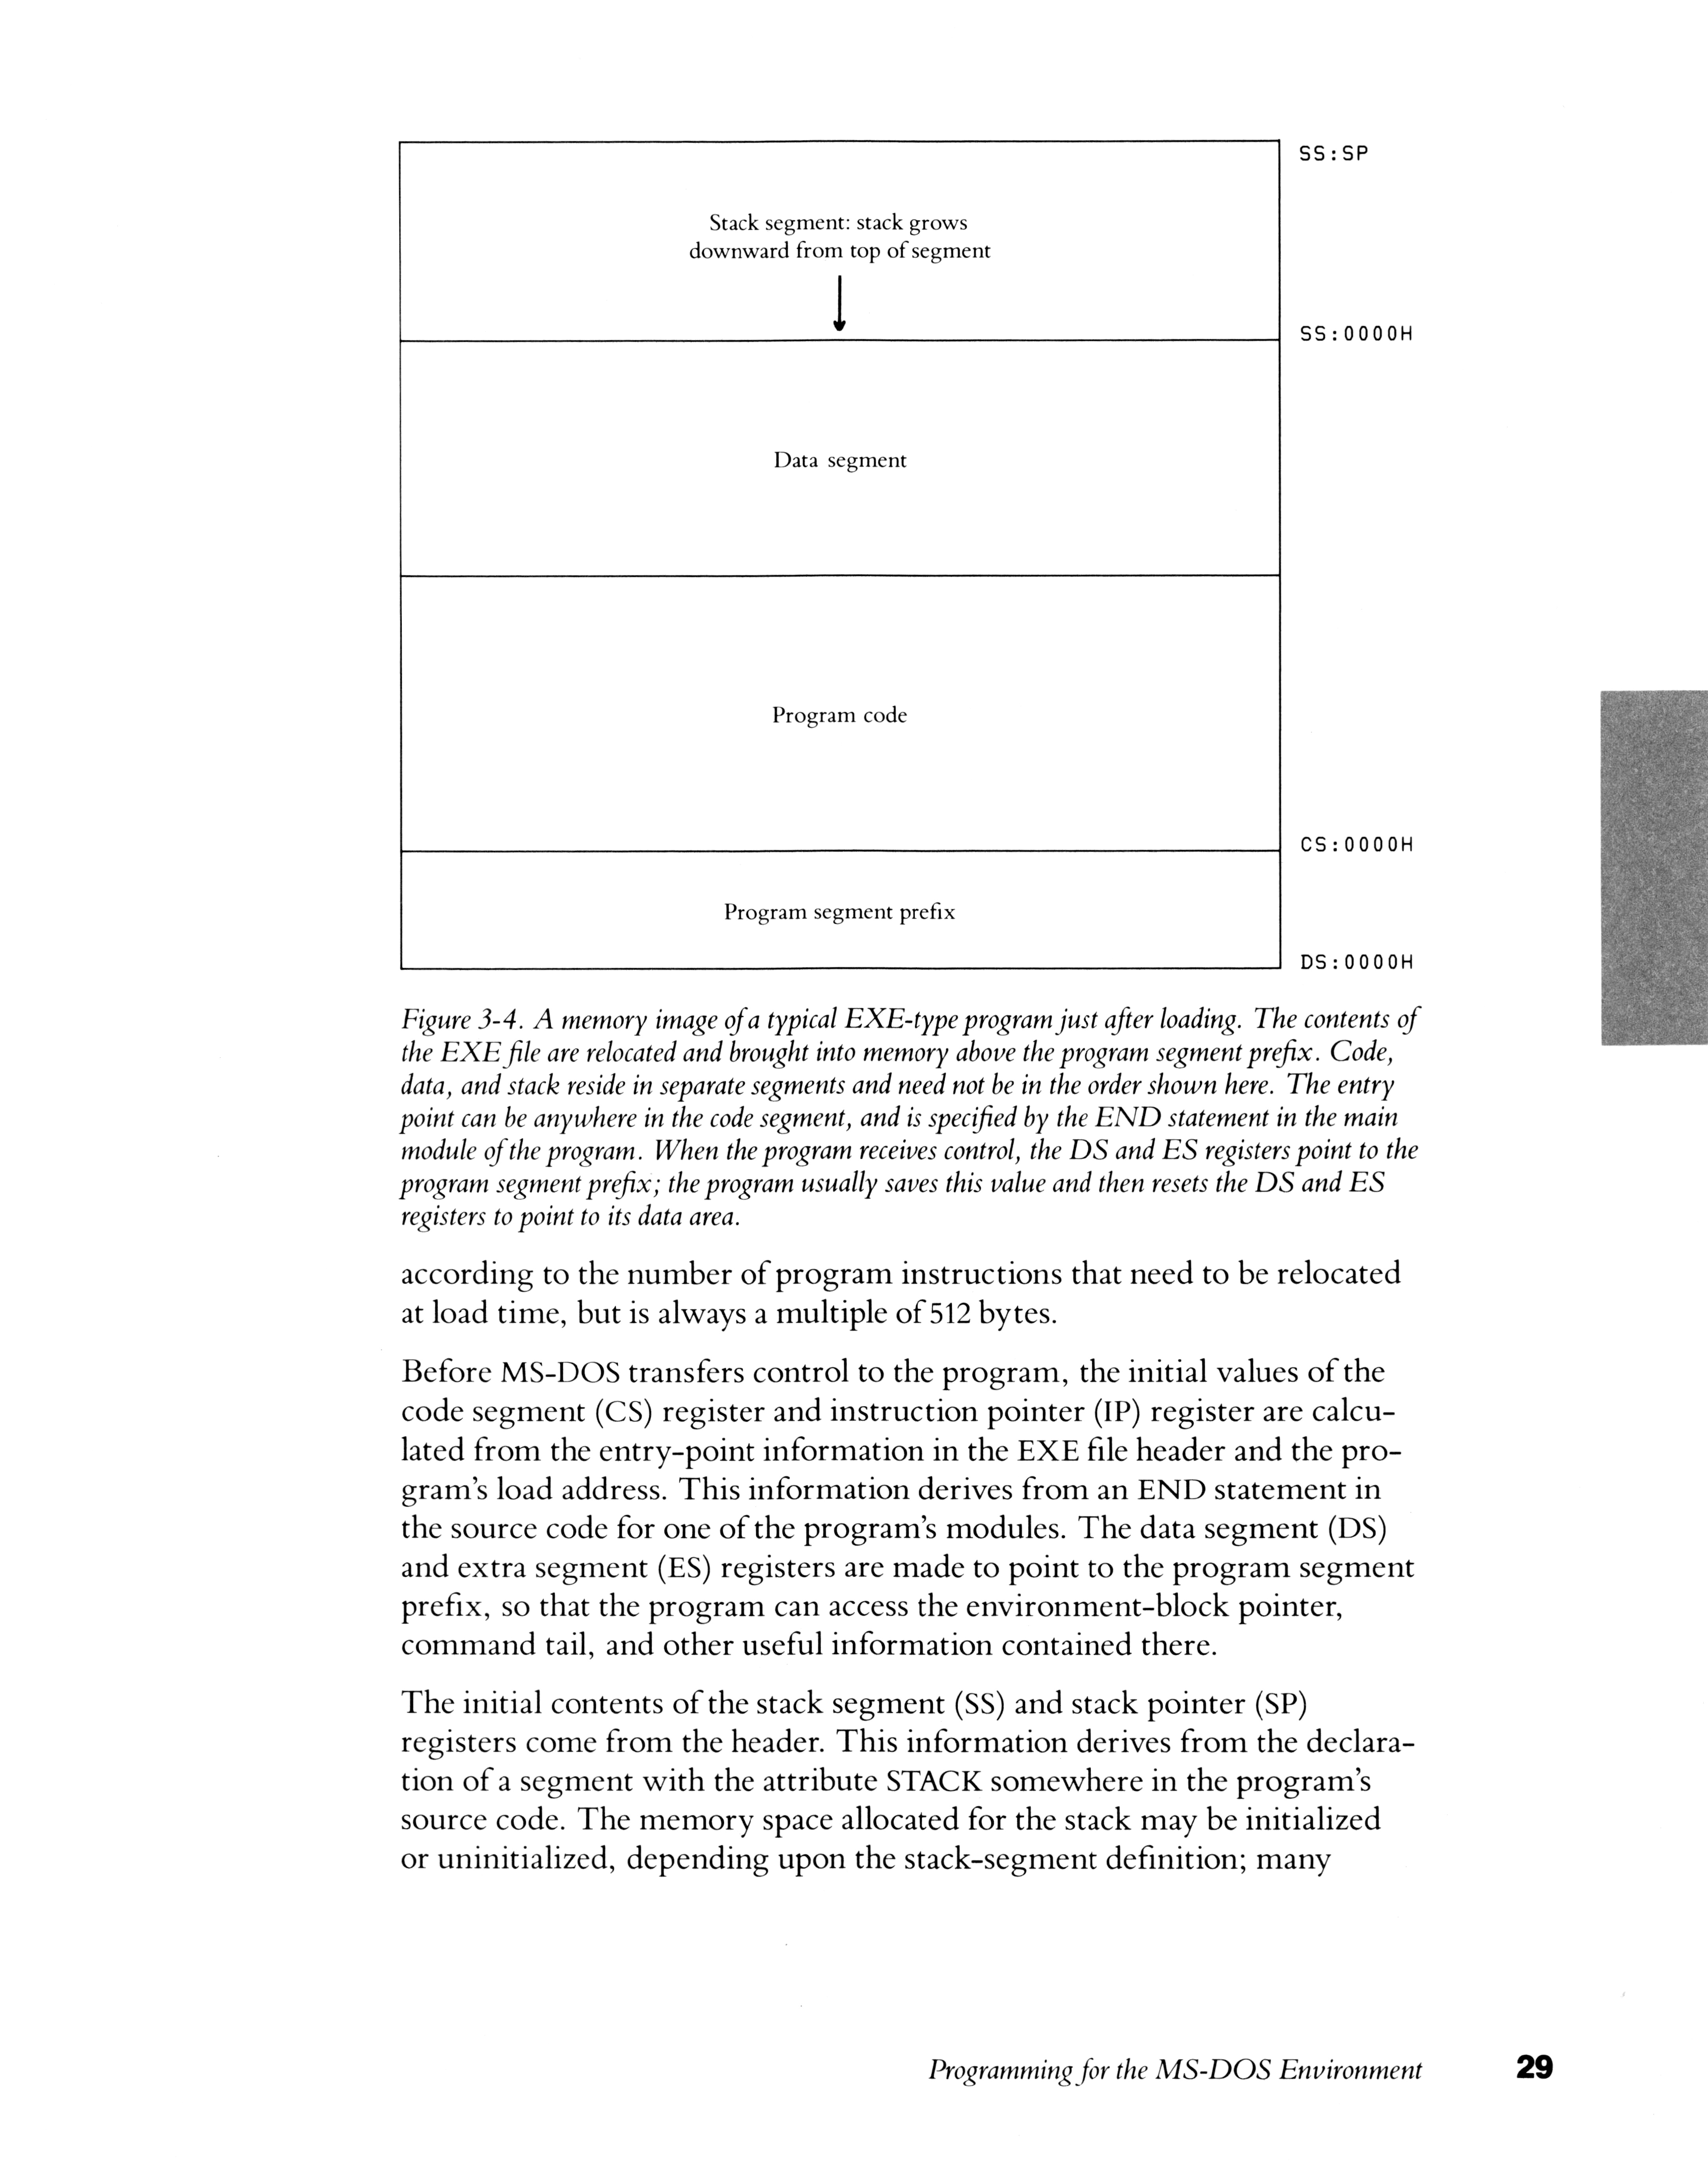 SS:SP
Stack segment: stack grows
downward from top of segment
SS:0000H
Data segment
Program code
CS:0000H
Program segment prefix
DS:0000H
Figure 3-4. A memory image of a typical EXE-type program just after loading. The contents of
the EXE file are relocated and brought into memory above the program segment prefix. Code,
data, and stack reside in separate segments and need not be in the order shown here. The entry
point can be anywhere in the code segment, and is specified by the END statement in the main
module of the program. When the program receives control, the DS and ES registers point to the
program segment prefix; the program usually saves this value and then resets the DS and ES
registers to point to its data area.
according to the number of program instructions that need to be relocated
at load time, but is always a multiple of 512 bytes.
Before MS-DOS transfers control to the program, the initial values of the
code segment (CS) register and instruction pointer (IP) register are calcu-
lated from the entry-point information in the EXE file header and the pro-
gram's load address. This information derives from an END statement in
the source code for one of the program's modules. The data segment (DS)
and extra segment (ES) registers are made to point to the program segment
prefix, so that the program can access the environment-block pointer,
command tail, and other useful information contained there.
The initial contents of the stack segment (SS) and stack pointer (SP)
registers come from the header. This information derives from the declara-
tion of a segment with the attribute STACK somewhere in the program's
source code. The memory space allocated for the stack may be initialized
or uninitialized, depending upon the stack-segment definition; many
Programming for the MS-DOS Environment 29